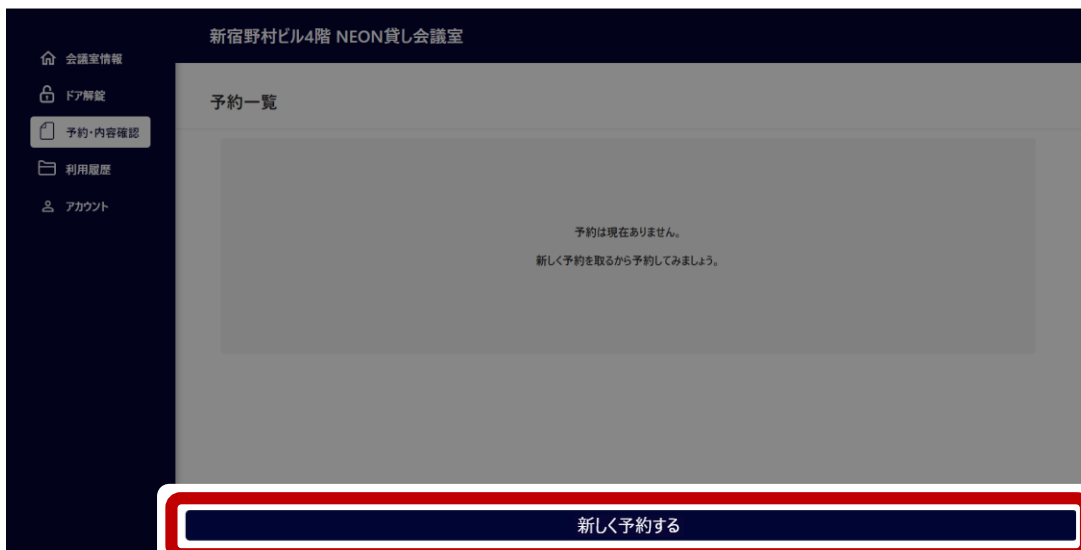 新宿野村ビル4階 NEON貸し会議室
会議室情報
ドア解錠
予約・内容確認
利用履歴
アカウント
予約一覧
予約は現在ありません。
新しく予約を取るから予約してみましょう。
新しく予約する